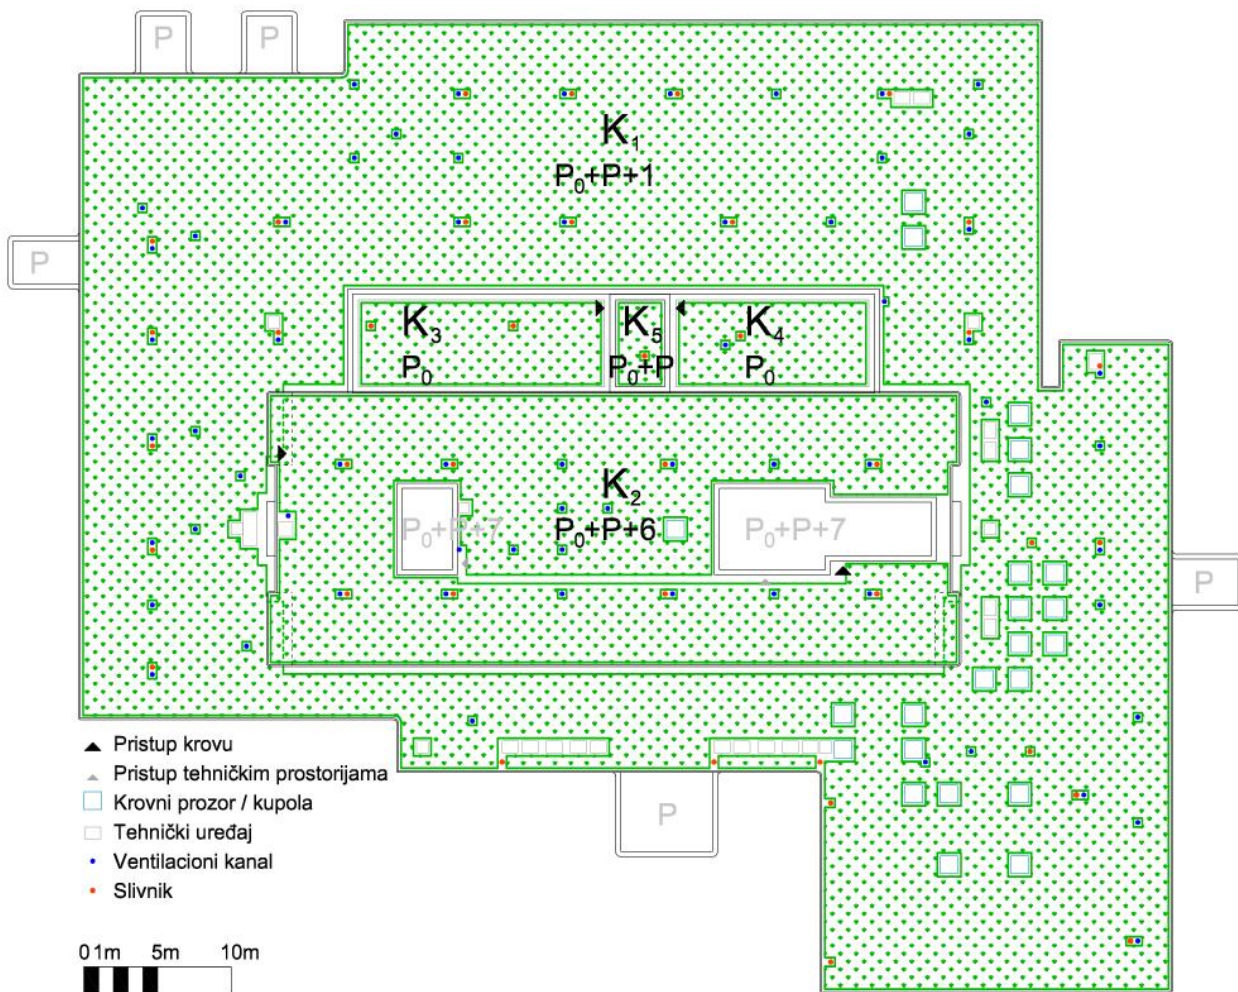 P P
K1
P0+P+1
P
K3 K5 K4
P0 P0+P P0
K2
P0+P+7 P0+P+6 P0+P+7
P
Pristup krovu
Pristup tehničkim prostorijama
Krovni prozor / kupola
P
Tehnički uređaj
Ventilacioni kanal
Slivnik
0 1m 5m 10m